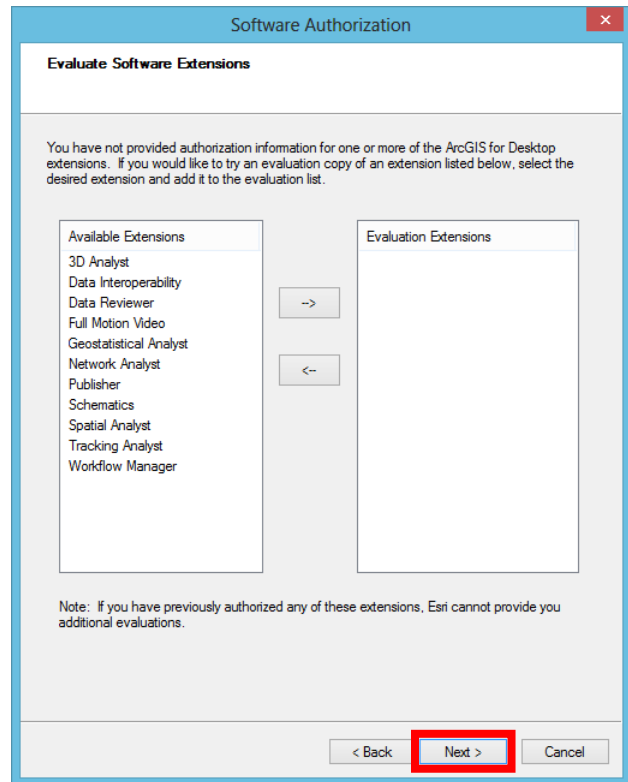 Software Authorization
×
Evaluate Software Extensions
You have not provided authorization information for one or more of the ArcGIS for Desktop
extensions. If you would like to try an evaluation copy of an extension listed below, select the
desired extension and add it to the evaluation list.
Available Extensions
3D Analyst
Data Interoperability
Data Reviewer
Full Motion Video
Geostatistical Analyst
Network Analyst
Publisher
Schematics
Spatial Analyst
Tracking Analyst
Workflow Manager
-->
<--
Evaluation Extensions
Note: If you have previously authorized any of these extensions, Esri cannot provide you
additional evaluations.
< Back Next > Cancel